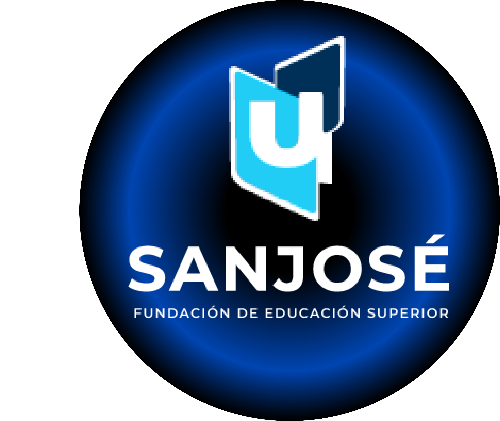 u
SANJOSÉ
FUNDACIÓN DE EDUCACIÓN SUPERIOR